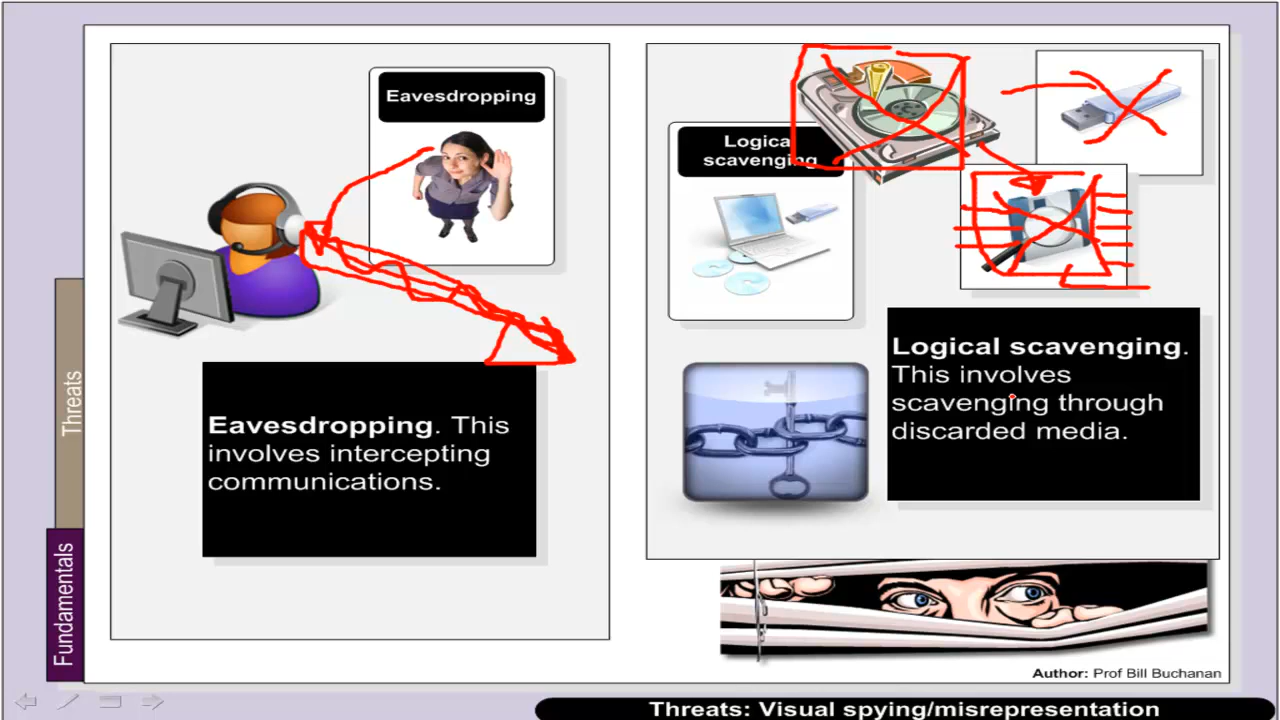 Eavesdropping
Eavesdropping. This
involves intercepting
communications.
Logical
scavenging
Logical scavenging.
This involves
scavenging through
discarded media.
Threats
Fundamentals
Author: Prof Bill Buchanan
Threats: Visual spying/misrepresentation